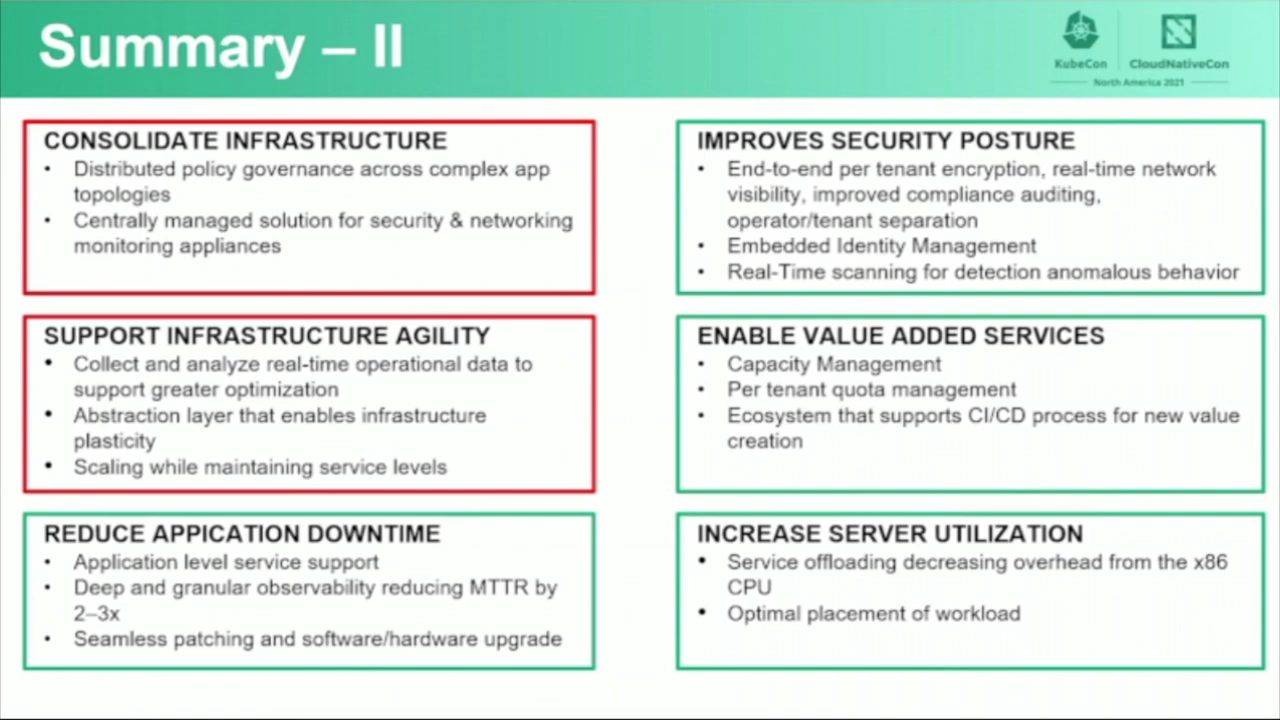 Summary – II
KubeCon
CloudNativeCon
North America 2021
CONSOLIDATE INFRASTRUCTURE
• Distributed policy governance across complex app
topologies
• Centrally managed solution for security & networking
monitoring appliances
SUPPORT INFRASTRUCTURE AGILITY
• Collect and analyze real-time operational data to
support greater optimization
• Abstraction layer that enables infrastructure
plasticity
• Scaling while maintaining service levels
REDUCE APPICATION DOWNTIME
• Application level service support
• Deep and granular observability reducing MTTR by
2–3x
• Seamless patching and software/hardware upgrade
IMPROVES SECURITY POSTURE
• End-to-end per tenant encryption, real-time network
visibility, improved compliance auditing,
operator/tenant separation
• Embedded Identity Management
• Real-Time scanning for detection anomalous behavior
ENABLE VALUE ADDED SERVICES
• Capacity Management
• Per tenant quota management
• Ecosystem that supports CI/CD process for new value
creation
INCREASE SERVER UTILIZATION
• Service offloading decreasing overhead from the x86
CPU
• Optimal placement of workload